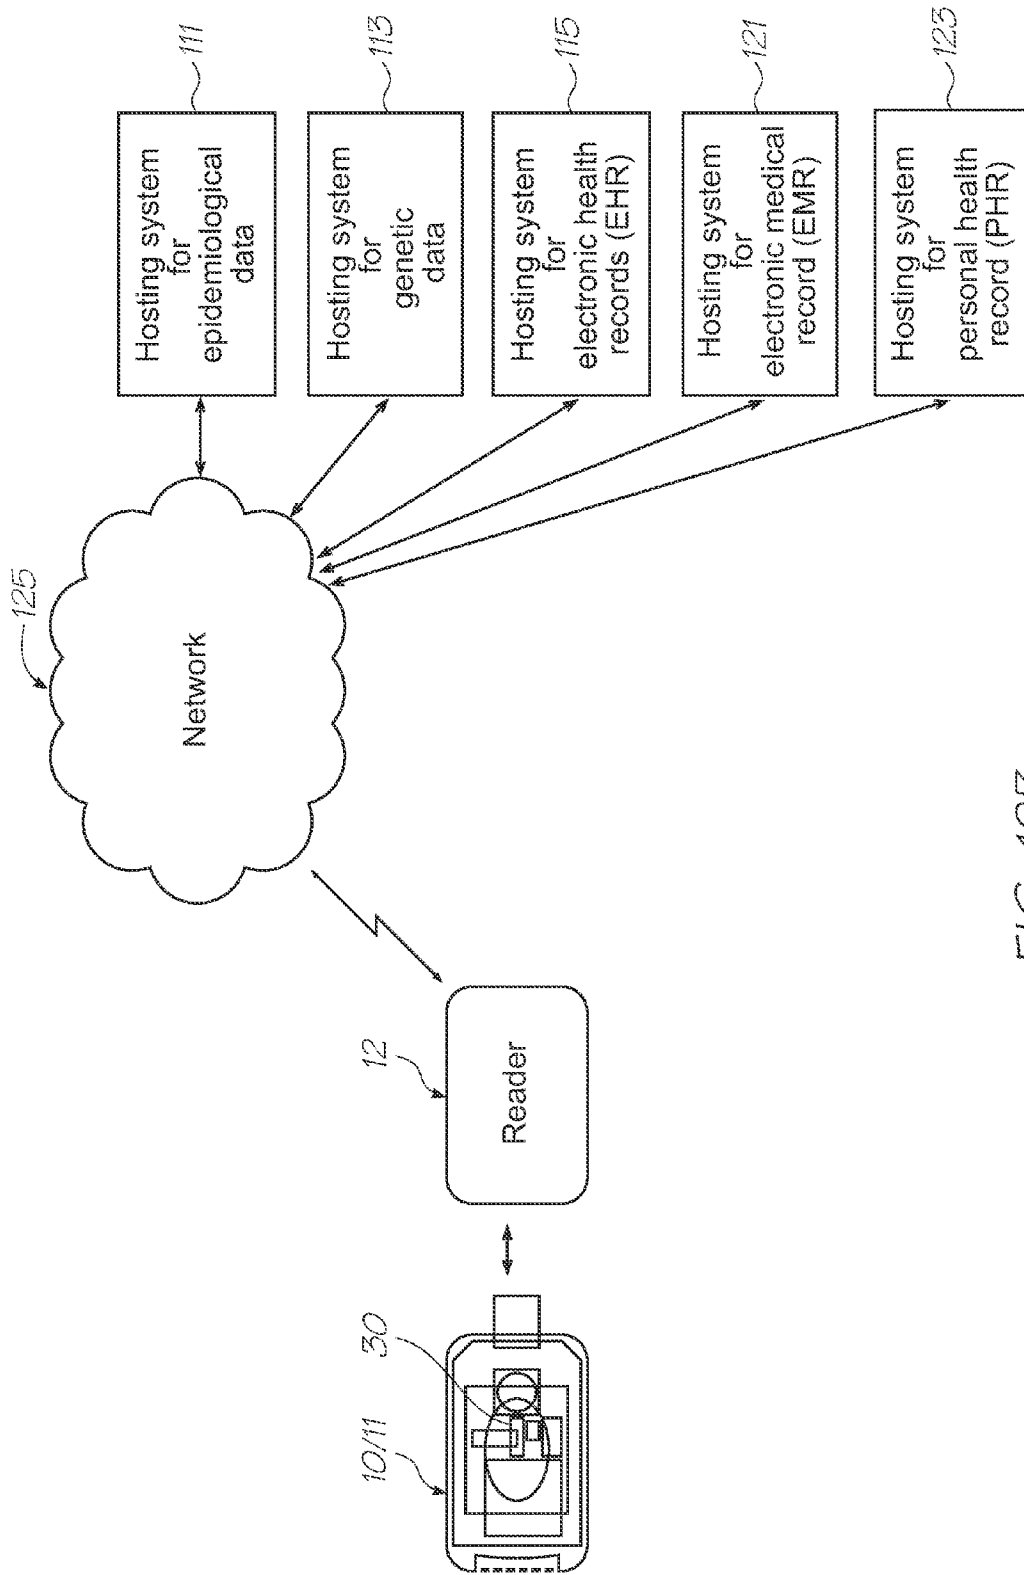 10/11
30
12
Reader
125
Network
Hosting system
for
epidemiological
data
111
Hosting system
for
genetic
data
113
Hosting system
for
electronic health
records (EHR)
115
Hosting system
for
electronic medical
record (EMR)
121
Hosting system
for
personal health
record (PHR)
123